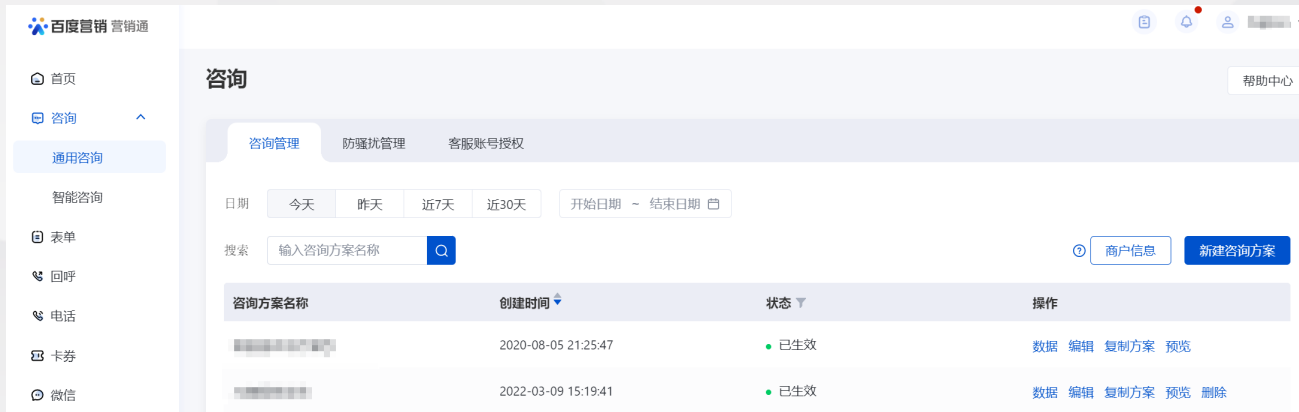 百度营销 营销通
首页
咨询
通用咨询
智能咨询
表单
回呼
电话
卡券
微信
咨询
帮助中心
咨询管理 防骚扰管理 客服账号授权
日期 今天 昨天 近7天 近30天 开始日期 ~ 结束日期
搜索 输入咨询方案名称 商户信息 新建咨询方案
咨询方案名称 创建时间 状态 操作
2020-08-05 21:25:47 已生效 数据 编辑 复制方案 预览
2022-03-09 15:19:41 已生效 数据 编辑 复制方案 预览 删除